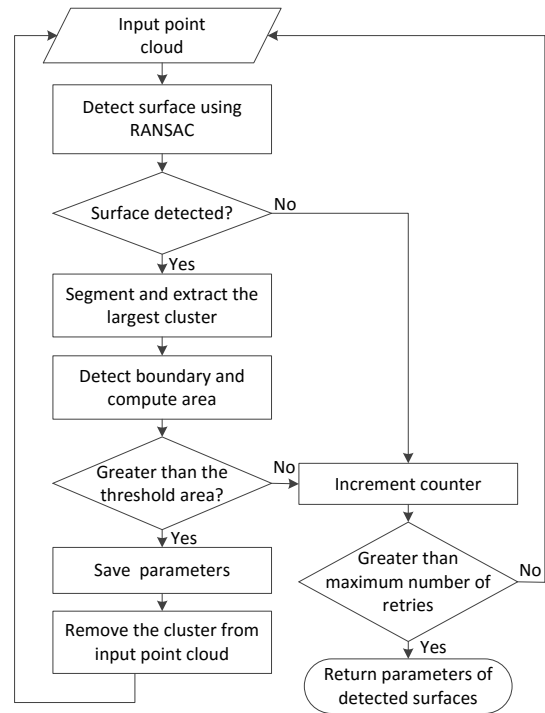 Input point
cloud
Detect surface using
RANSAC
Surface detected?
No
Yes
Segment and extract the
largest cluster
Detect boundary and
compute area
Greater than the
threshold area?
No
Yes
Increment counter
Save parameters
Greater than
maximum number of
retries
No
Yes
Remove the cluster from
input point cloud
Return parameters of
detected surfaces